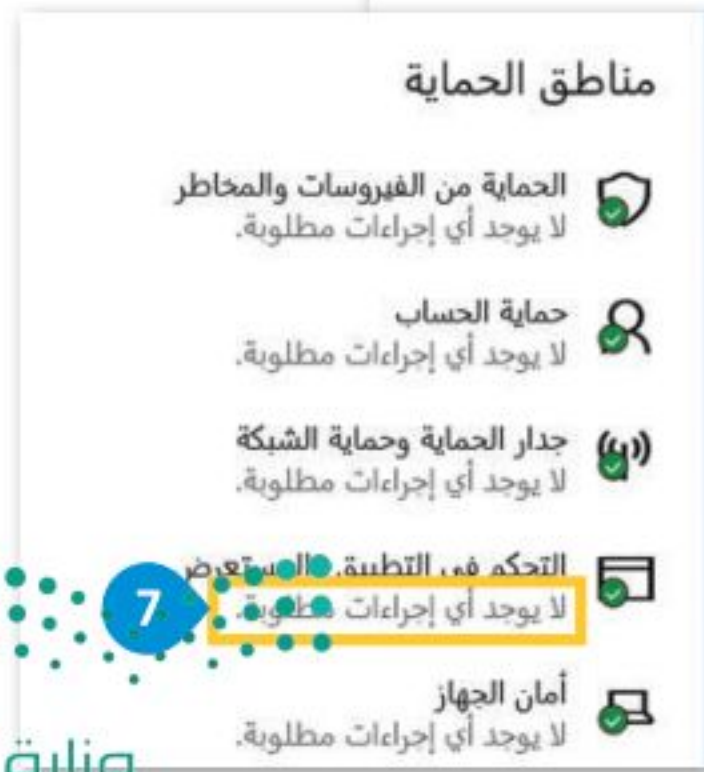 مناطق الحماية
الحماية من الفيروسات والمخاطر
لا يوجد أي إجراءات مطلوبة.
حماية الحساب
لا يوجد أي إجراءات مطلوبة.
جدار الحماية وحماية الشبكة
لا يوجد أي إجراءات مطلوبة.
التحكم في التطبيق والمستعرض
7
لا يوجد أي إجراءات مطلوبة.
أمان الجهاز
لا يوجد أي إجراءات مطلوبة.